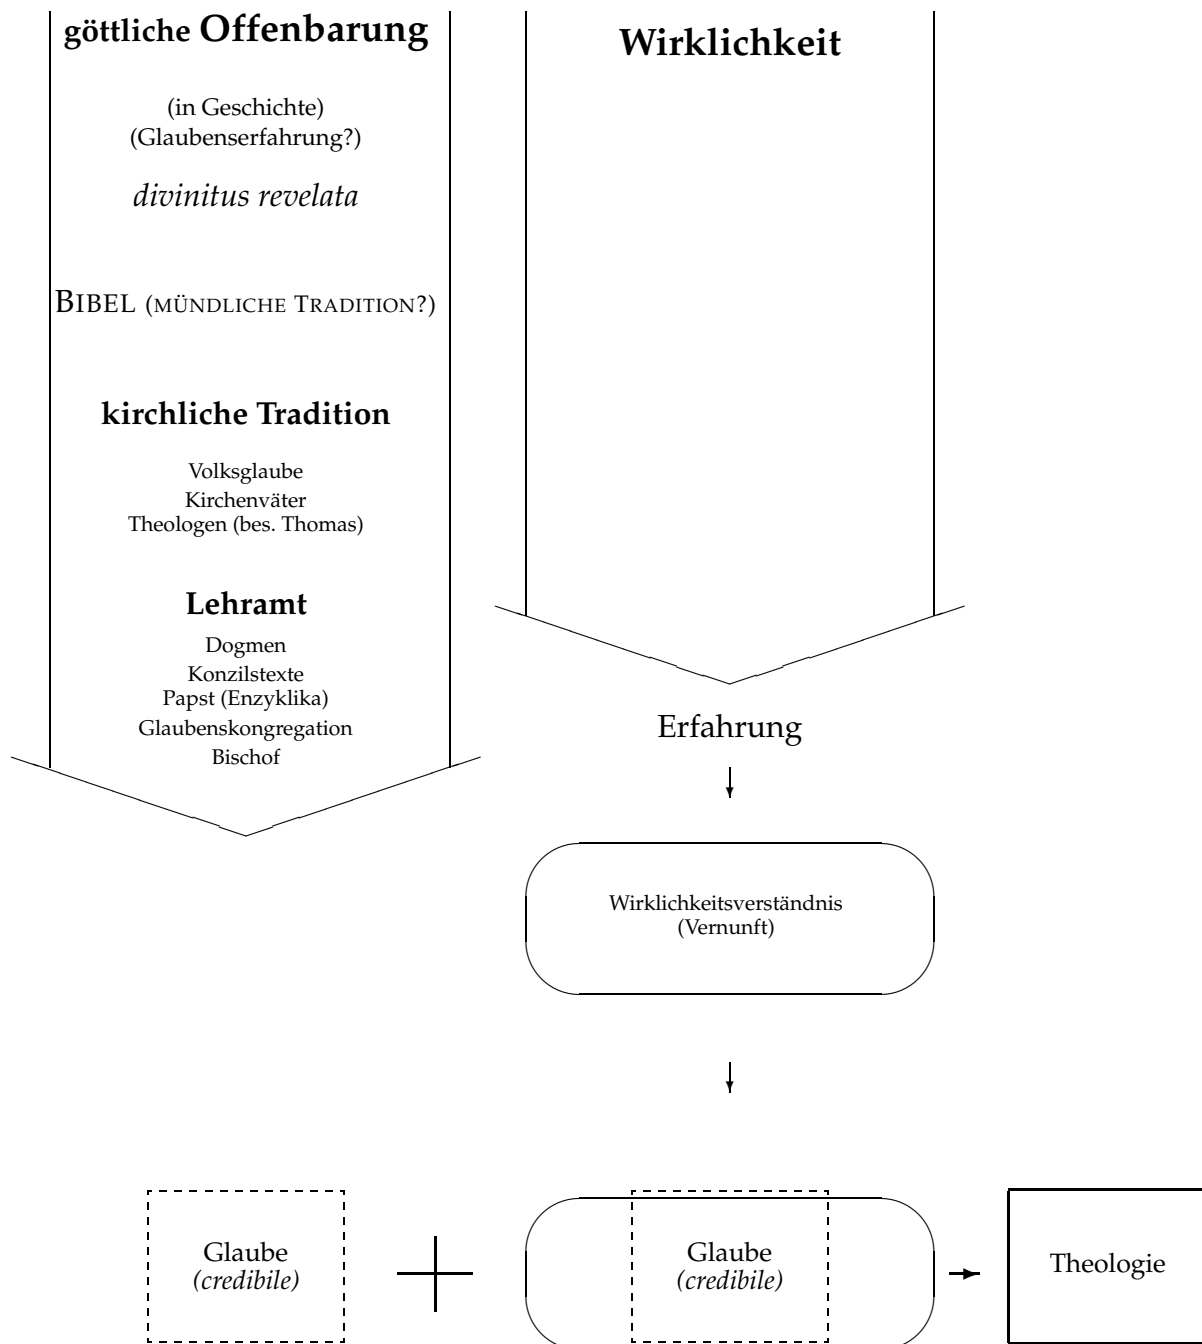 göttliche Offenbarung
(in Geschichte)
(Glaubenserfahrung?)
divinitus revelata
BIBEL (MÜNDLICHE TRADITION?)
kirchliche Tradition
Volksglaube
Kirchenväter
Theologen (bes. Thomas)
Lehramt
Dogmen
Konzilstexte
Papst (Enzyklika)
Glaubenskongregation
Bischof
Wirklichkeit
Erfahrung
Wirklichkeitsverständnis
(Vernunft)
Glaube
(credibile)
Glaube
(credibile)
Theologie